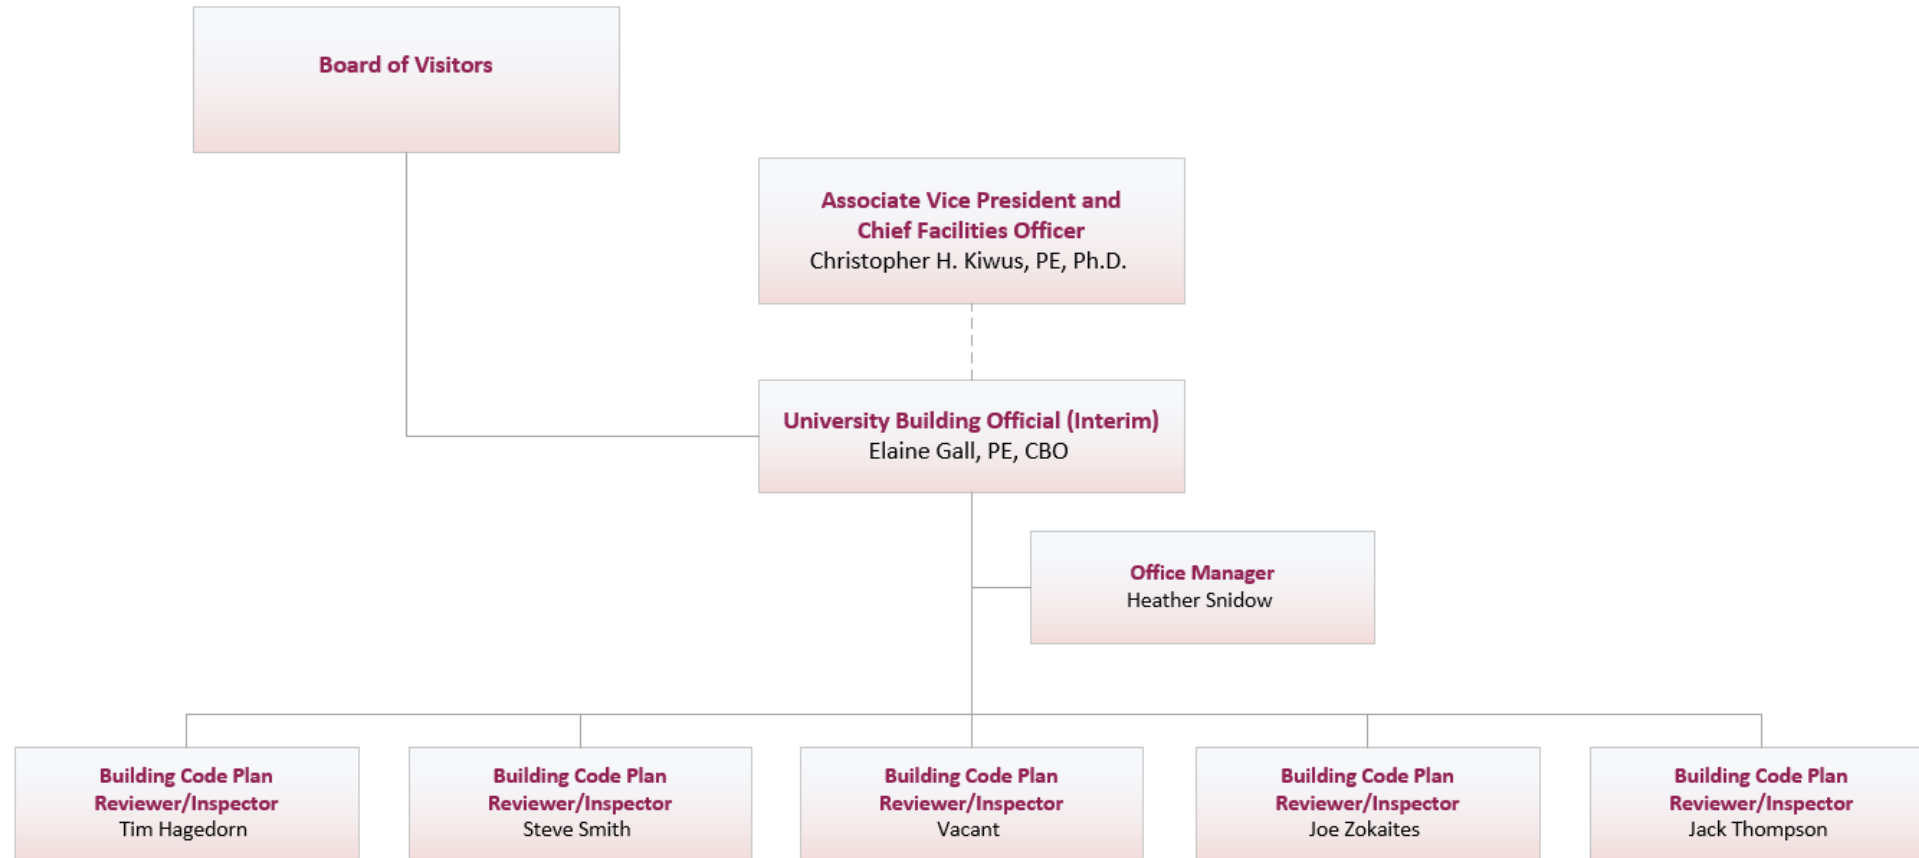 Board of Visitors
Associate Vice President and
Chief Facilities Officer
Christopher H. Kiwus, PE, Ph.D.
University Building Official (Interim)
Elaine Gall, PE, CBO
Office Manager
Heather Snidow
Building Code Plan
Reviewer/Inspector
Tim Hagedorn
Building Code Plan
Reviewer/Inspector
Steve Smith
Building Code Plan
Reviewer/Inspector
Vacant
Building Code Plan
Reviewer/Inspector
Joe Zokaites
Building Code Plan
Reviewer/Inspector
Jack Thompson